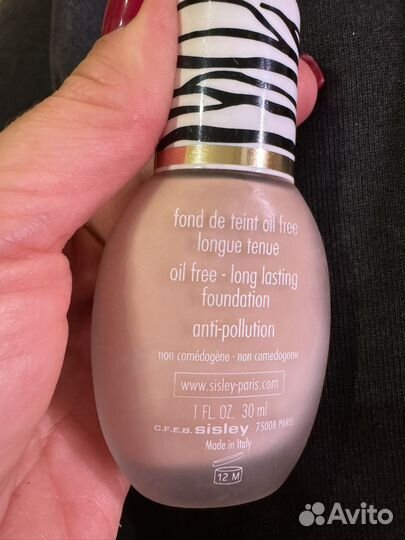 fond de teint oil free
longue tenue
oil free - long lasting
foundation
anti-pollution
non comédogène - non comedogenic
www.sisley-paris.com
1 FL. OZ. 30 ml
C.F.E.B. sisley - 75008 PARIS
Made in Italy
12 M
Avito